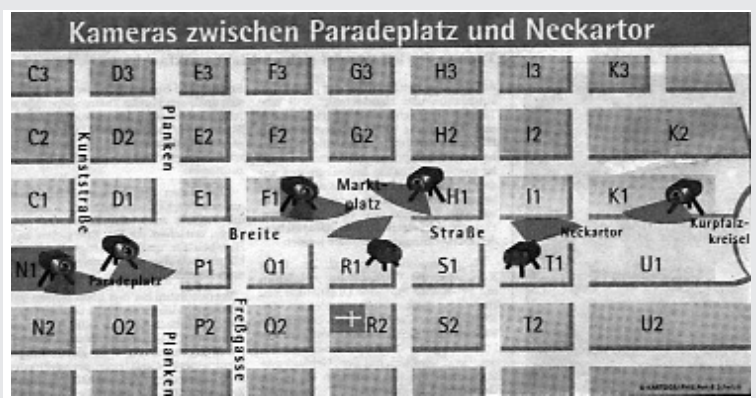 Kameras zwischen Paradeplatz und Neckartor
C3 D3 E3 F3 G3 H3 I3 K3
Planken
C2 D2 E2 F2 G2 H2 I2 K2
Kunststraße
C1 D1 E1 F1 Markt-
platz H1 I1 K1
Breite Straße Neckartor Kurpfalz-
kreisel
N1 Paradeplatz P1 Q1 R1 S1 T1 U1
Freßgasse
N2 O2 P2 Q2 R2 S2 T2 U2
Planken